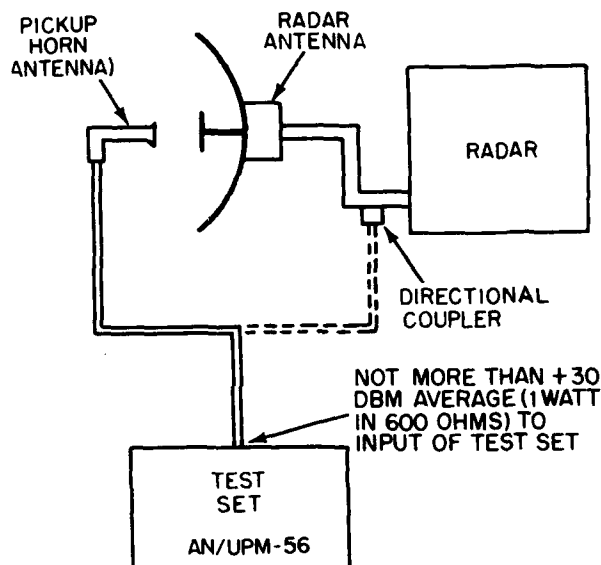 PICKUP
HORN
ANTENNA)
RADAR
ANTENNA
RADAR
DIRECTIONAL
COUPLER
NOT MORE THAN +30
DBM AVERAGE (1 WATT
IN 600 OHMS) TO
INPUT OF TEST SET
TEST
SET
AN/UPM-56